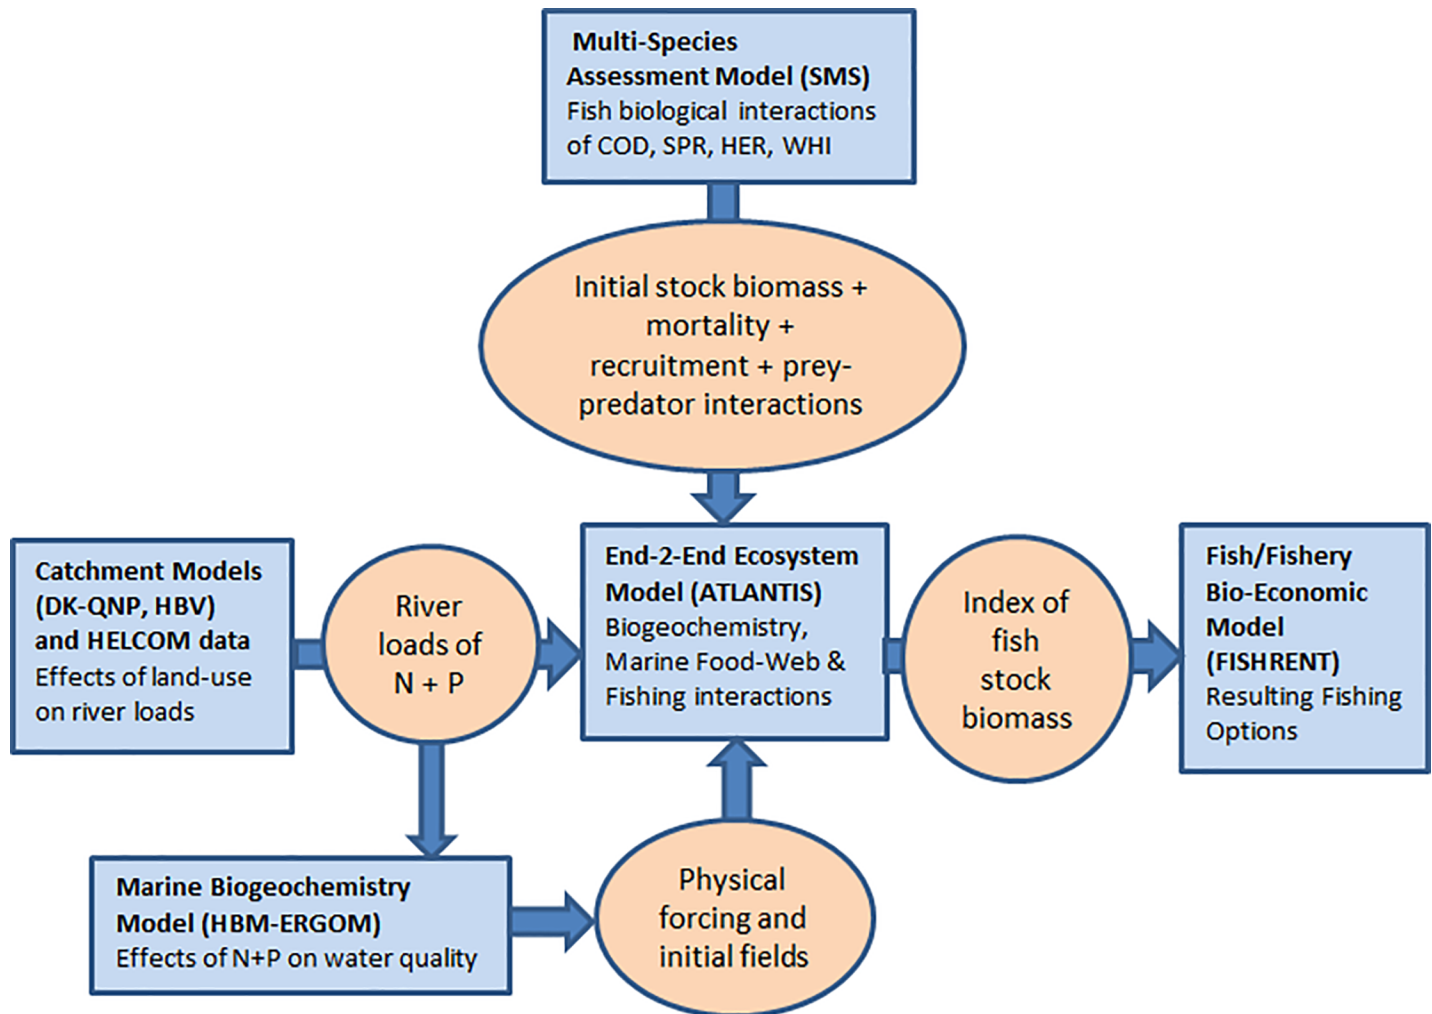 Multi-Species
Assessment Model (SMS)
Fish biological interactions
of COD, SPR, HER, WHI
Initial stock biomass +
mortality +
recruitment + prey-
predator interactions
Catchment Models
(DK-QNP, HBV)
and HELCOM data
Effects of land-use
on river loads
River
loads of
N + P
End-2-End Ecosystem
Model (ATLANTIS)
Biogeochemistry,
Marine Food-Web &
Fishing interactions
Index of
fish
stock
biomass
Fish/Fishery
Bio-Economic
Model
(FISHRENT)
Resulting Fishing
Options
Marine Biogeochemistry
Model (HBM-ERGOM)
Effects of N+P on water quality
Physical
forcing and
initial fields